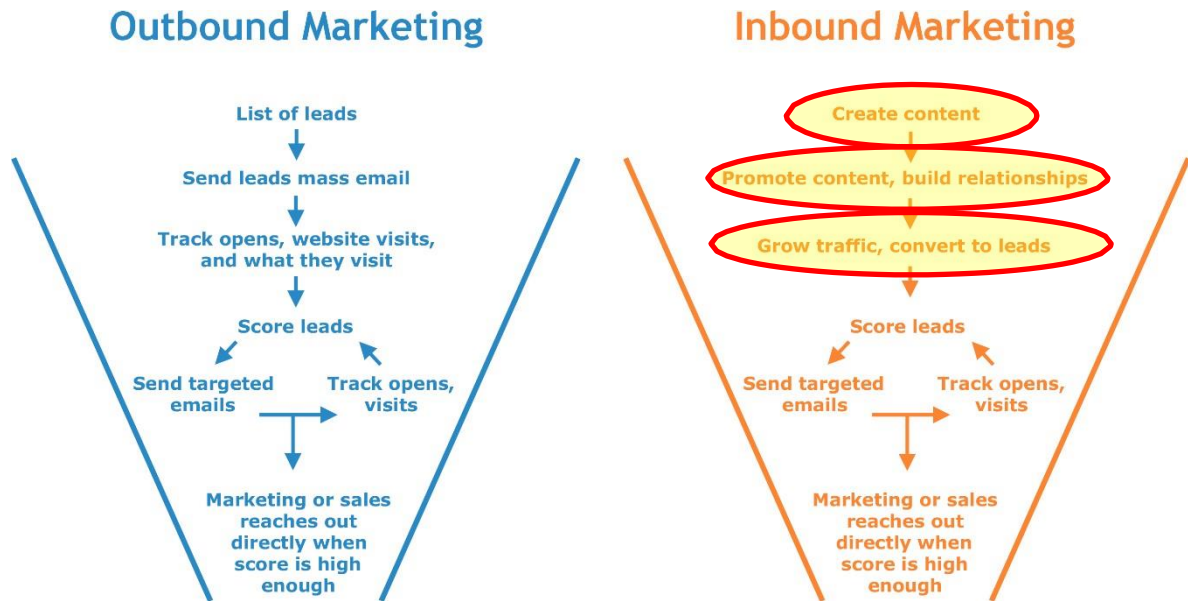 Outbound Marketing
List of leads
Send leads mass email
Track opens, website visits,
and what they visit
Score leads
Send targeted
emails
Track opens,
visits
Marketing or sales
reaches out
directly when
score is high
enough
Inbound Marketing
Create content
Promote content, build relationships
Grow traffic, convert to leads
Score leads
Send targeted
emails
Track opens,
visits
Marketing or sales
reaches out
directly when
score is high
enough